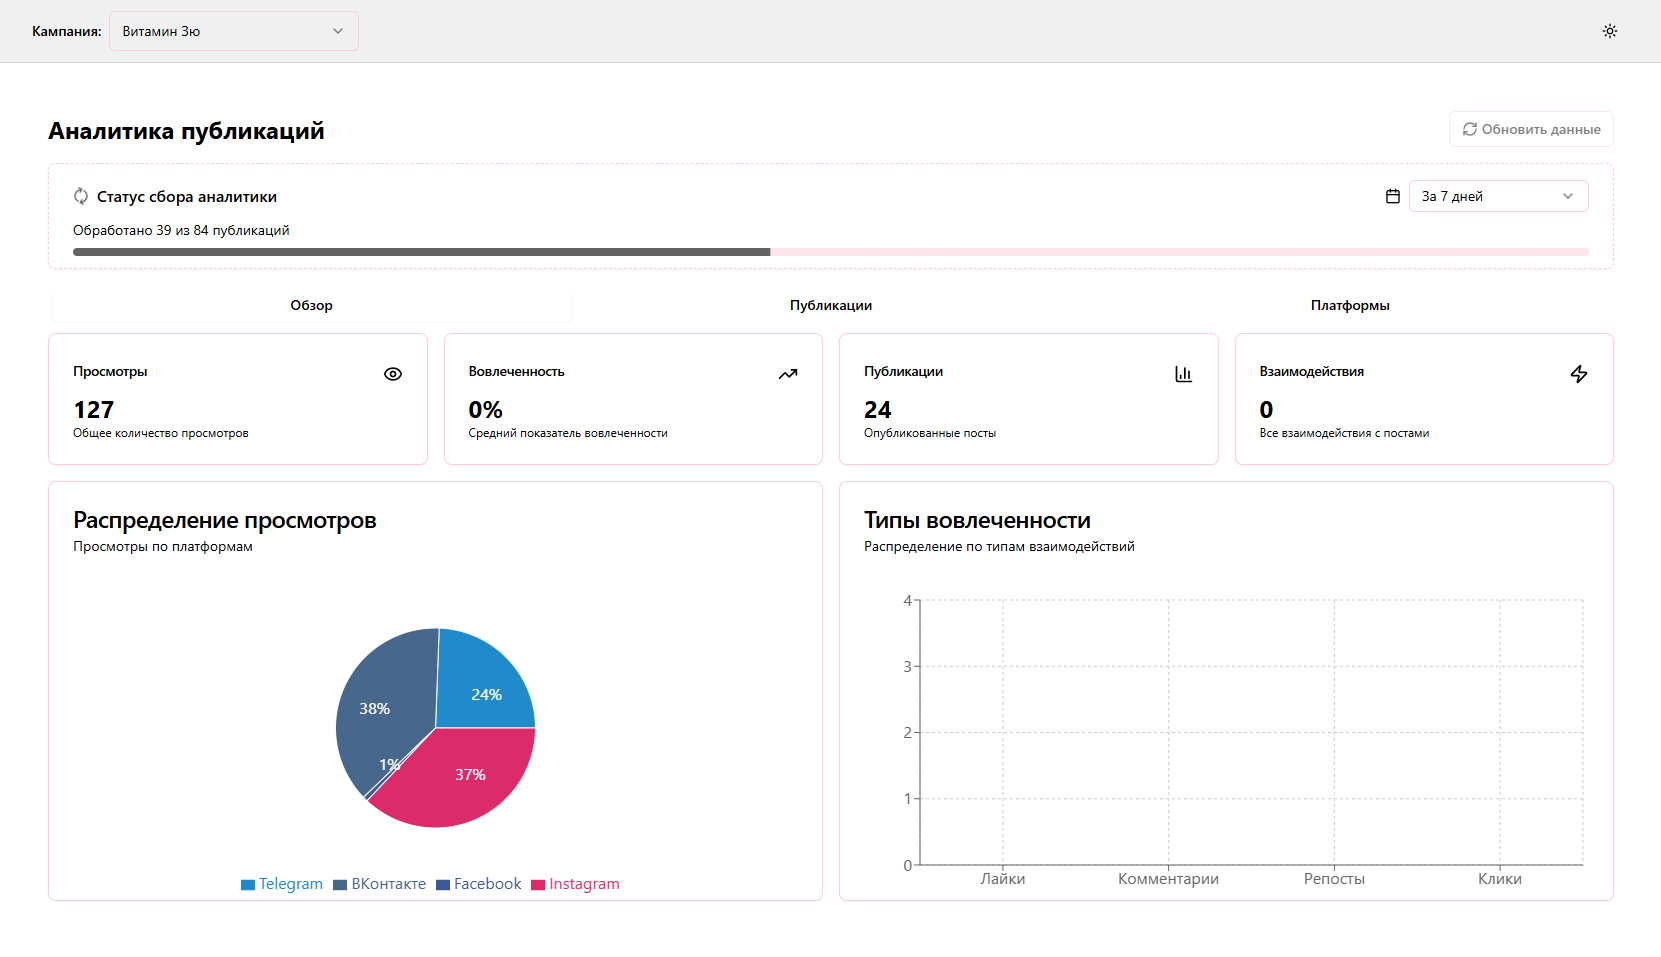 Кампания: Витамин Зю
Аналитика публикаций
Обновить данные
Статус сбора аналитики
За 7 дней
Обработано 39 из 84 публикаций
Обзор Публикации Платформы
Просмотры
127
Общее количество просмотров
Вовлеченность
0%
Средний показатель вовлеченности
Публикации
24
Опубликованные посты
Взаимодействия
0
Все взаимодействия с постами
Распределение просмотров
Просмотры по платформам
24%
38%
1%
37%
Telegram ВКонтакте Facebook Instagram
Типы вовлеченности
Распределение по типам взаимодействий
4
3
2
1
0
Лайки Комментарии Репосты Клики